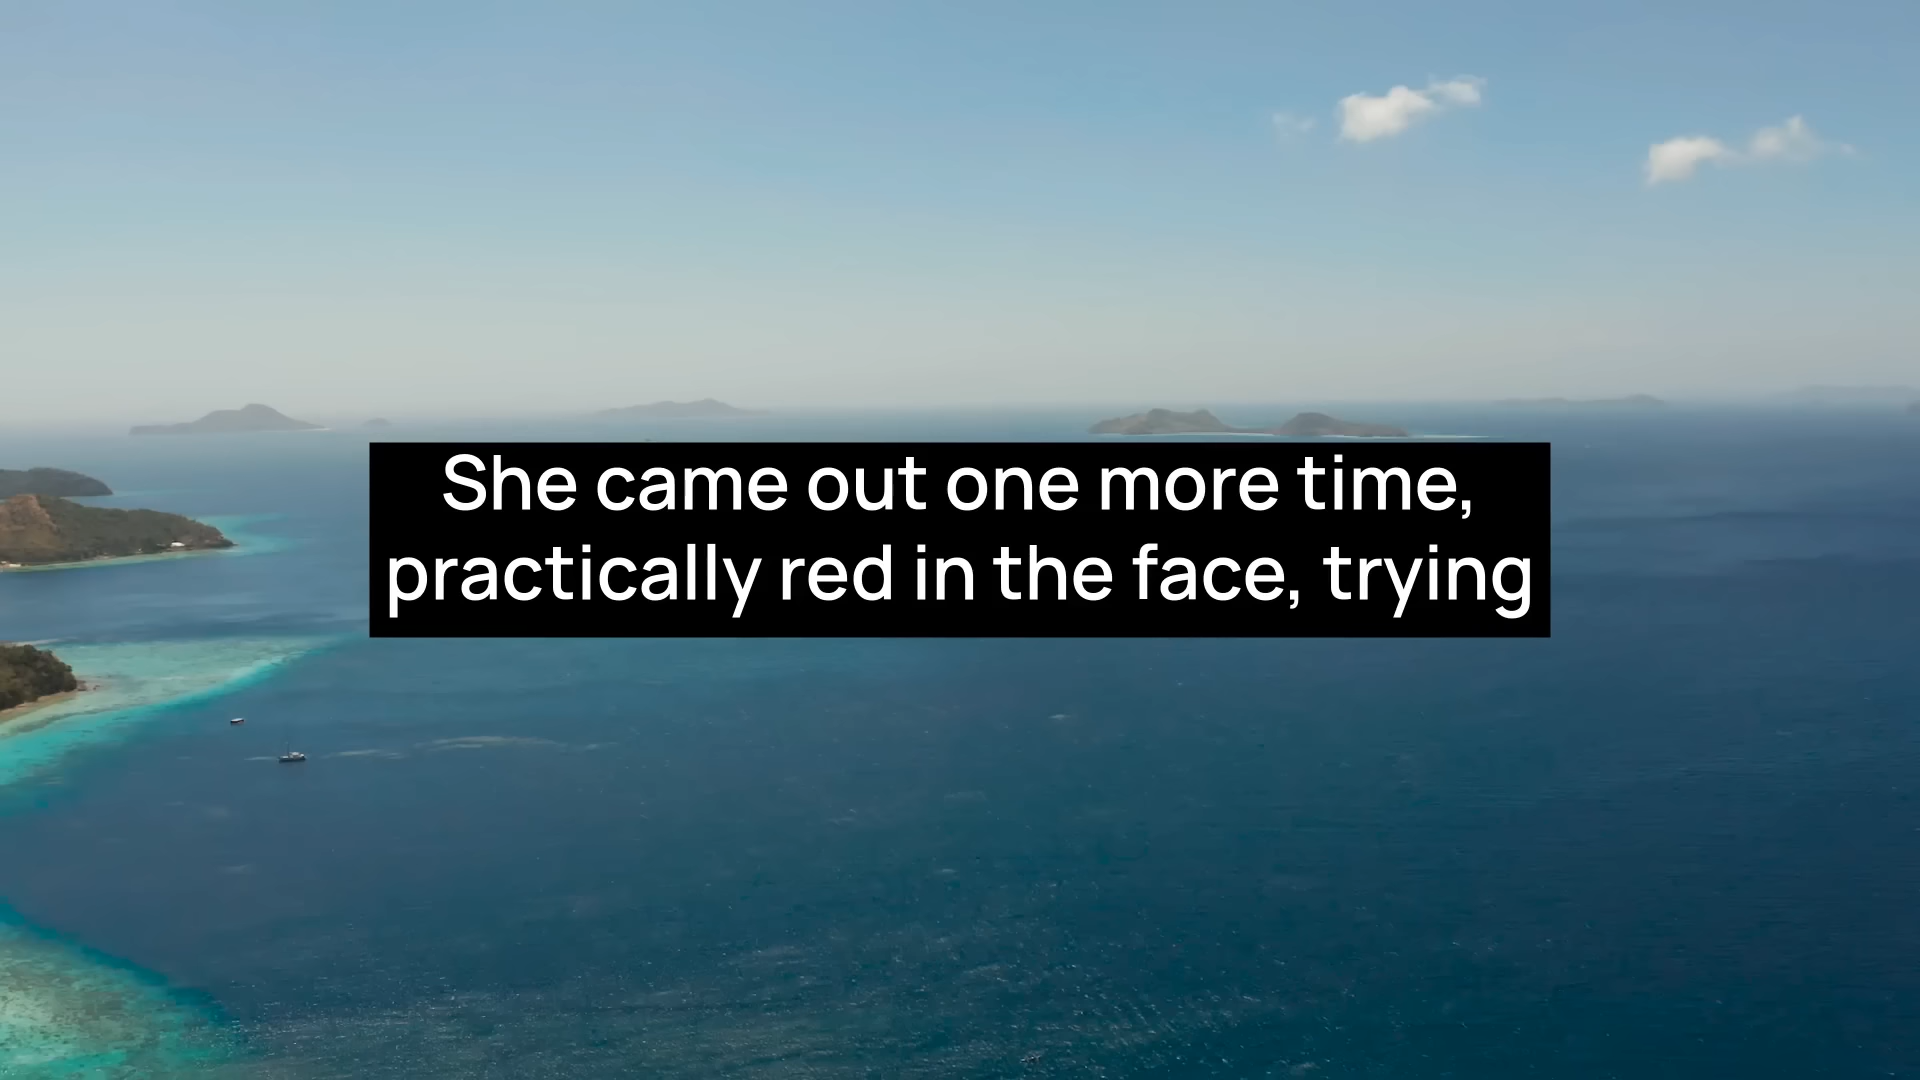 She came out one more time,
practically red in the face, trying